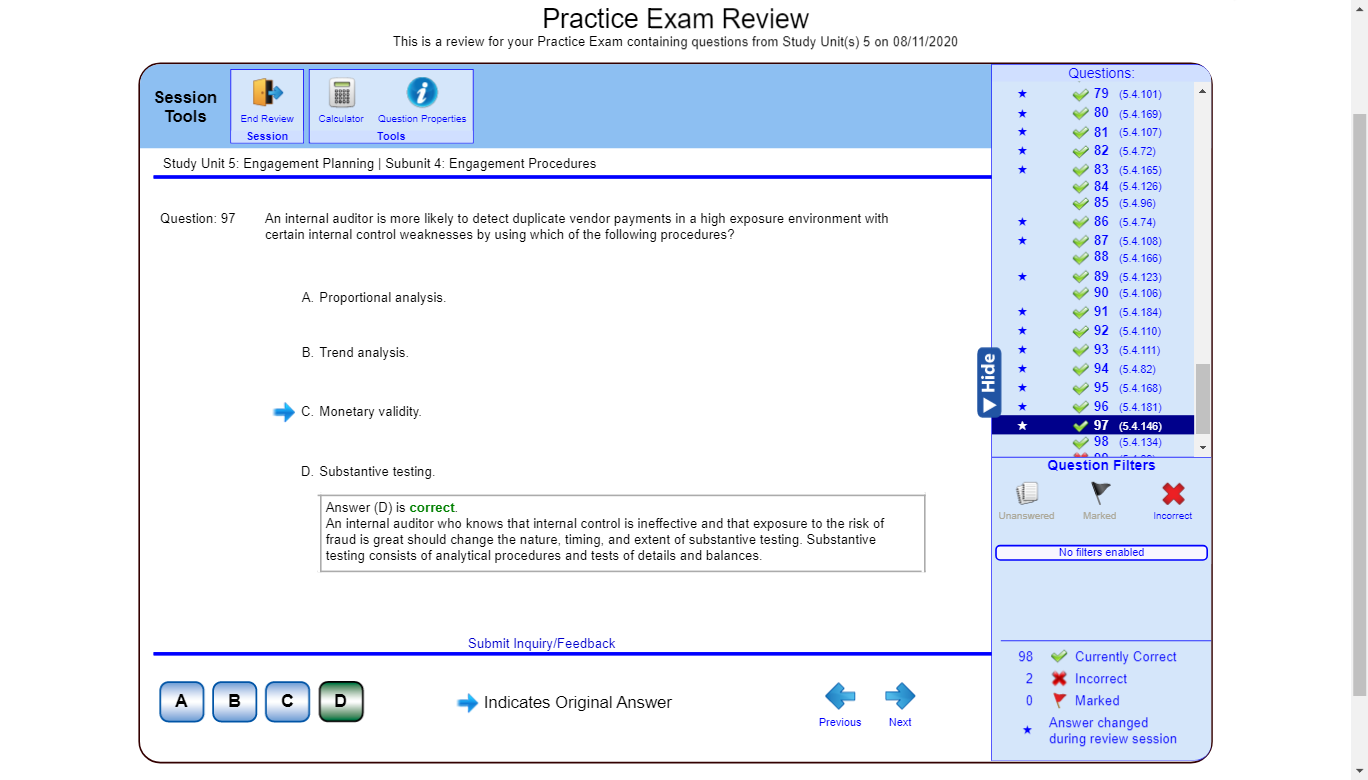 Practice Exam Review
This is a review for your Practice Exam containing questions from Study Unit(s) 5 on 08/11/2020
Session
Tools
End Review
Session
Calculator
Question Properties
Tools
Study Unit 5: Engagement Planning | Subunit 4: Engagement Procedures
Question: 97
An internal auditor is more likely to detect duplicate vendor payments in a high exposure environment with
certain internal control weaknesses by using which of the following procedures?
A. Proportional analysis.
B. Trend analysis.
C. Monetary validity.
D. Substantive testing.
Answer (D) is correct.
An internal auditor who knows that internal control is ineffective and that exposure to the risk of
fraud is great should change the nature, timing, and extent of substantive testing. Substantive
testing consists of analytical procedures and tests of details and balances.
Submit Inquiry/Feedback
A
B
C
D
Indicates Original Answer
Previous
Next
Hide
Questions:
79 (5.4.101)
80 (5.4.169)
81 (5.4.107)
82 (5.4.72)
83 (5.4.165)
84 (5.4.126)
85 (5.4.96)
86 (5.4.74)
87 (5.4.108)
88 (5.4.166)
89 (5.4.123)
90 (5.4.106)
91 (5.4.184)
92 (5.4.110)
93 (5.4.111)
94 (5.4.82)
95 (5.4.168)
96 (5.4.181)
97 (5.4.146)
98 (5.4.134)
Question Filters
Unanswered
Marked
Incorrect
No filters enabled
98 Currently Correct
2 Incorrect
0 Marked
Answer changed
during review session